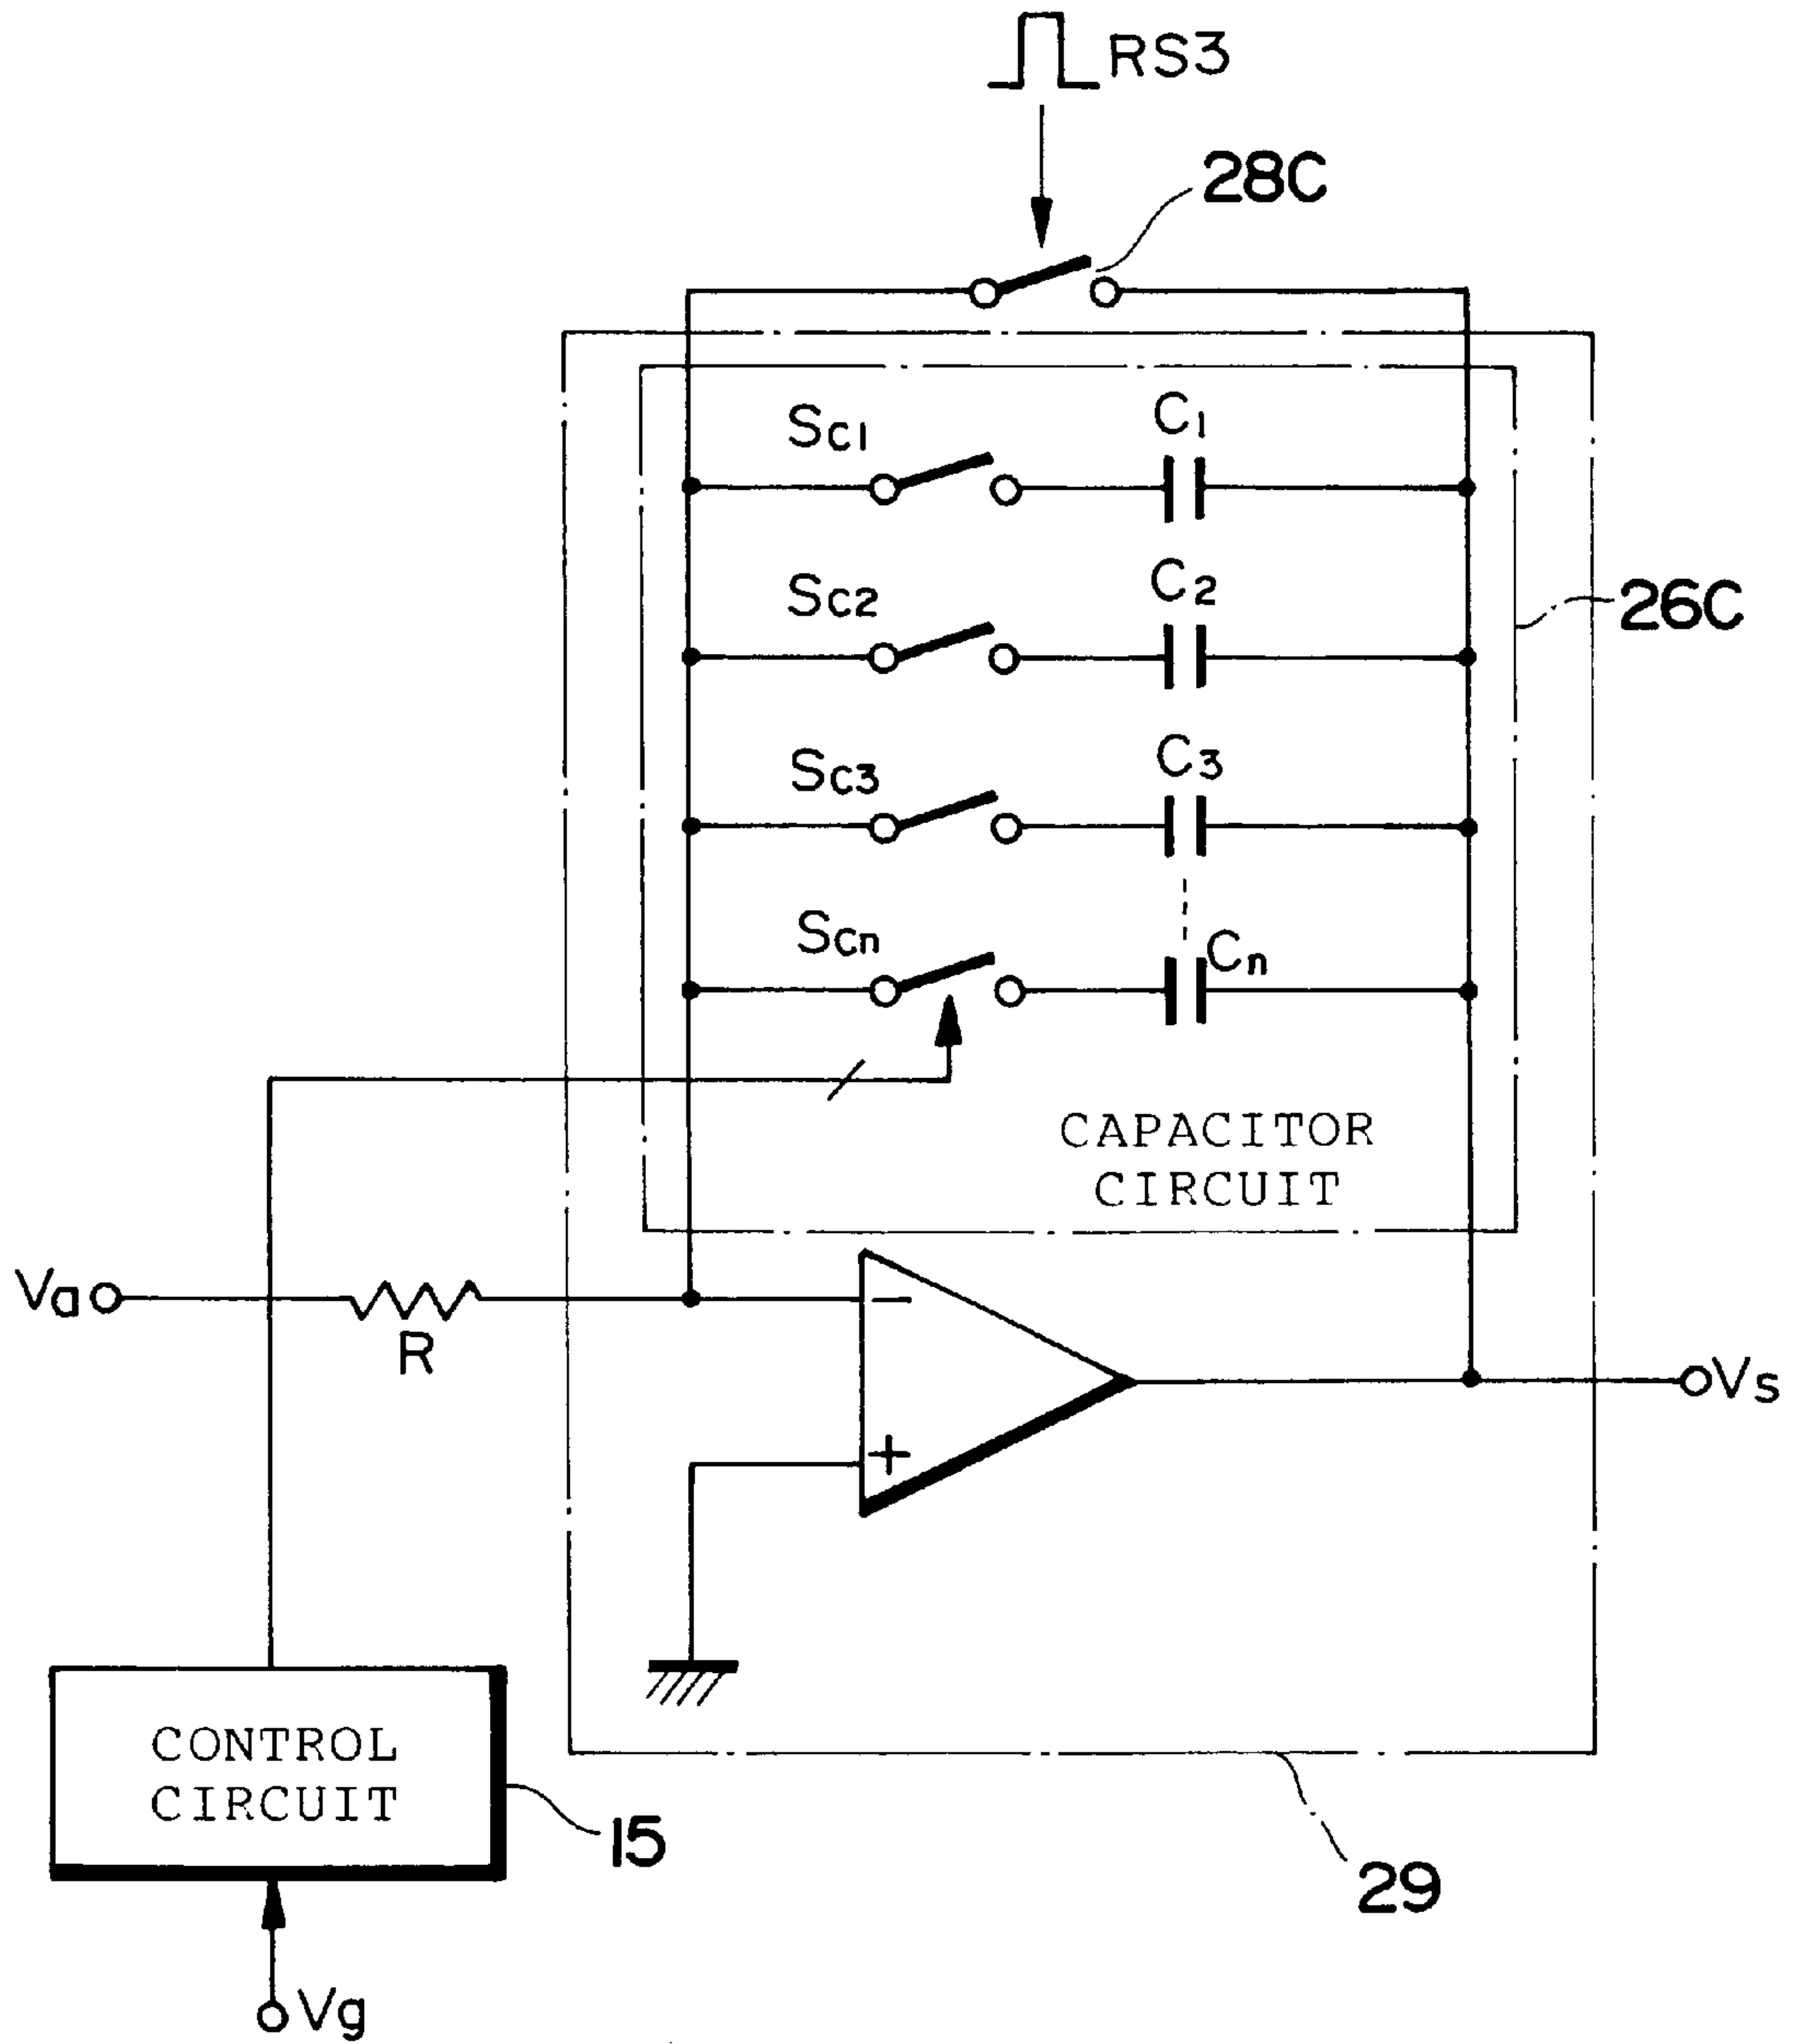 RS3
28C
Sc1
C1
Sc2
C2
26C
Sc3
C3
Scn
Cn
CAPACITOR
CIRCUIT
Va
R
−
+
Vs
CONTROL
CIRCUIT
15
29
Vg